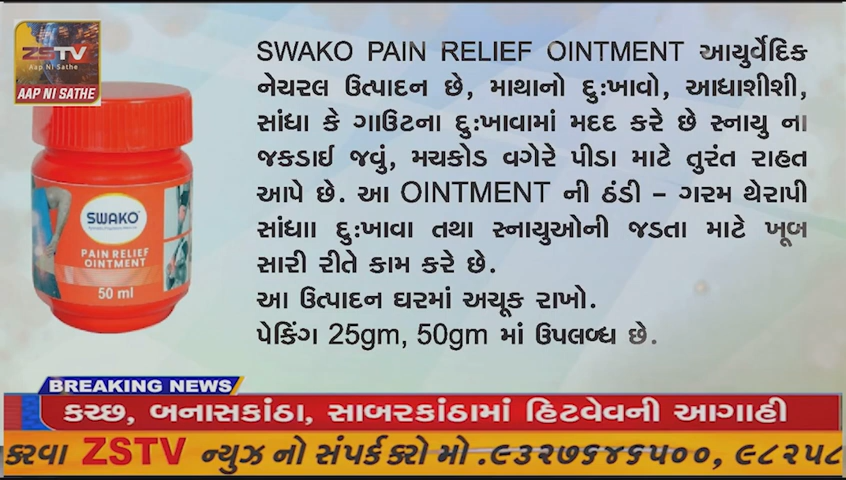 ZSTV
Aap Ni Sathe
AAP NI SATHE
SWAKO PAIN RELIEF OINTMENT આયુર્વેદિક
નેચરલ ઉત્પાદન છે, માથાનો દુઃખાવો, આધાશીશી,
સાંધા કે ગાઉટના દુઃખાવામાં મદદ કરે છે સ્નાયુ ના
જકડાઈ જવું, મચકોડ વગેરે પીડા માટે તુરંત રાહત
આપે છે. આ OINTMENT ની ઠંડી – ગરમ થેરાપી
સાંધાા દુઃખાવા તથા સ્નાયુઓની જડતા માટે ખૂબ
સારી રીતે કામ કરે છે.
આ ઉત્પાદન ઘરમાં અચૂક રાખો.
પેકિંગ 25gm, 50gm માં ઉપલબ્ધ છે.
SWAKO
PAIN RELIEF
OINTMENT
50 ml
BREAKING NEWS
કચ્છ, બનાસકાંઠા, સાબરકાંઠામાં હિટવેવની આગાહી
કરવા ZSTV ન્યુઝ નો સંપર્ક કરો મો .૯૩૨૭૬૪૬૫૦૦, ૯૮૨૫૮